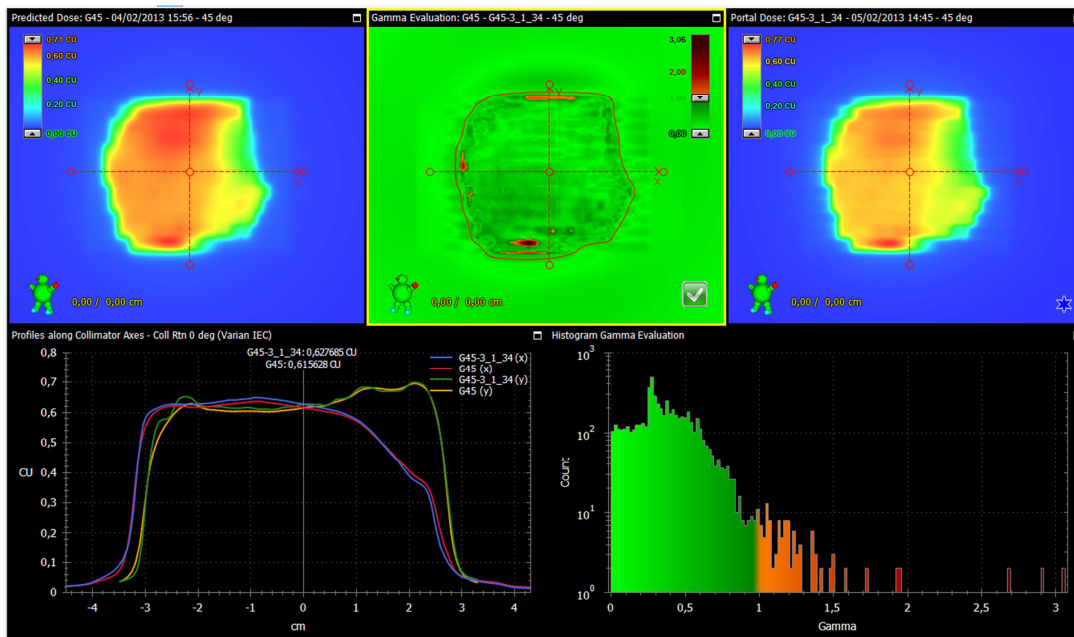 Predicted Dose: G45 - 04/02/2013 15:56 - 45 deg
0,71 CU
0,60 CU
0,40 CU
0,20 CU
0,00 CU
Y
X
0,00 / 0,00 cm
Gamma Evaluation: G45 - G45-3_1_34 - 45 deg
3,06
2,00
1,00
0,00
Y
X
0,00 / 0,00 cm
Portal Dose: G45-3_1_34 - 05/02/2013 14:45 - 45 deg
0,77 CU
0,60 CU
0,40 CU
0,20 CU
0,00 CU
Y
X
0,00 / 0,00 cm
Profiles along Collimator Axes - Coll Rtn 0 deg (Varian IEC)
G45-3_1_34: 0,627685 CU
G45: 0,615628 CU
G45-3_1_34 (x)
G45 (x)
G45-3_1_34 (y)
G45 (y)
0,8
0,7
0,6
0,5
0,4
0,3
0,2
0,1
0
CU
-4
-3
-2
-1
0
1
2
3
4
cm
Histogram Gamma Evaluation
10³
10²
10¹
10⁰
Count
0
0,5
1
1,5
2
2,5
3
Gamma